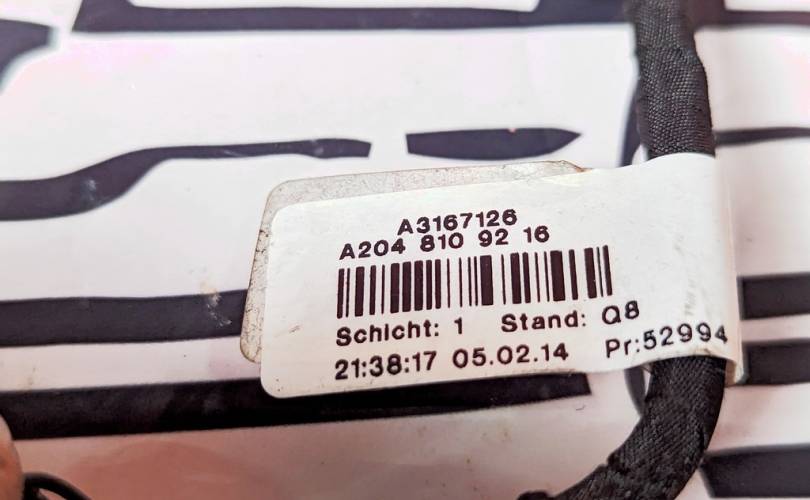 A3167126
A204 810 92 16
Schicht: 1 Stand: Q8
21:38:17 05.02.14 Pr:52994